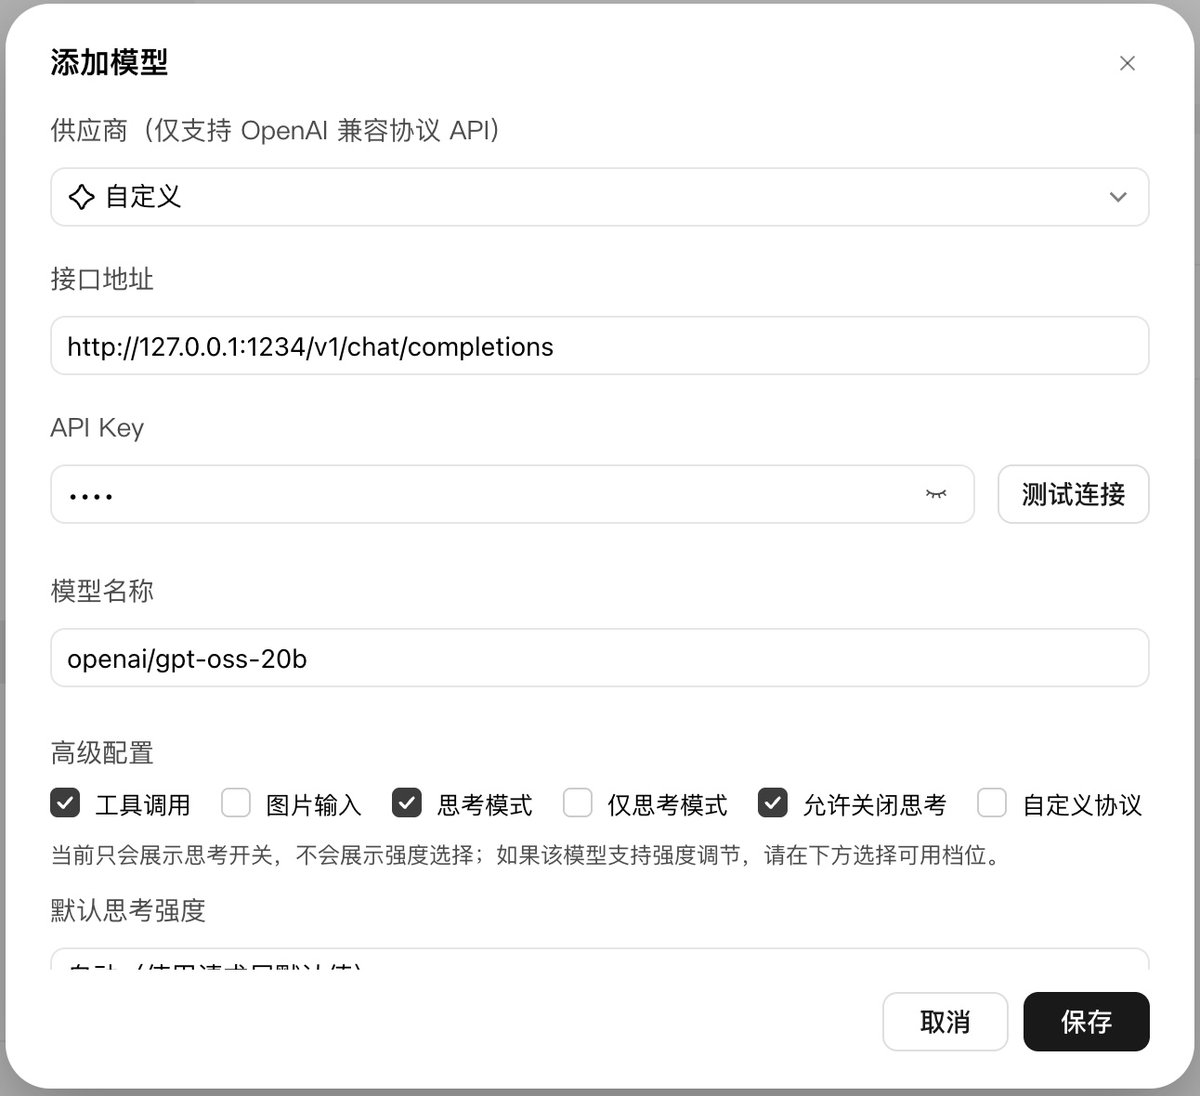 添加模型
供应商（仅支持 OpenAI 兼容协议 API）
自定义
接口地址
http://127.0.0.1:1234/v1/chat/completions
API Key
••••
测试连接
模型名称
openai/gpt-oss-20b
高级配置
工具调用 图片输入 思考模式 仅思考模式 允许关闭思考 自定义协议
当前只会展示思考开关，不会展示强度选择；如果该模型支持强度调节，请在下方选择可用档位。
默认思考强度
取消 保存